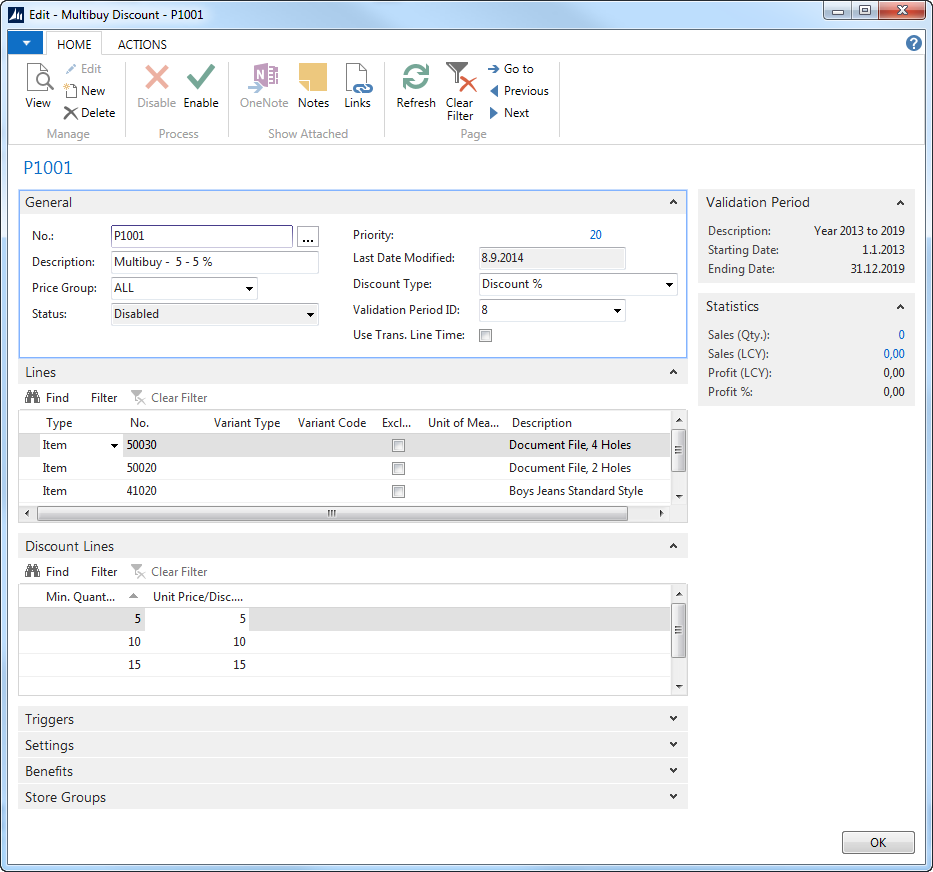 Edit - Multibuy Discount - P1001
HOME ACTIONS
View
Edit
New
Delete
Manage
Disable Enable
Process
OneNote Notes Links
Show Attached
Refresh Clear Filter
Go to
Previous
Next
Page
P1001
General
No.: P1001 ...
Description: Multibuy - 5 - 5 %
Price Group: ALL
Status: Disabled
Priority: 20
Last Date Modified: 8.9.2014
Discount Type: Discount %
Validation Period ID: 8
Use Trans. Line Time:
Lines
Find Filter Clear Filter
Type No. Variant Type Variant Code Excl... Unit of Mea... Description
Item 50030 Document File, 4 Holes
Item 50020 Document File, 2 Holes
Item 41020 Boys Jeans Standard Style
Discount Lines
Find Filter Clear Filter
Min. Quant... Unit Price/Disc....
5 5
10 10
15 15
Triggers
Settings
Benefits
Store Groups
Validation Period
Description: Year 2013 to 2019
Starting Date: 1.1.2013
Ending Date: 31.12.2019
Statistics
Sales (Qty.): 0
Sales (LCY): 0,00
Profit (LCY): 0,00
Profit %: 0,00
OK